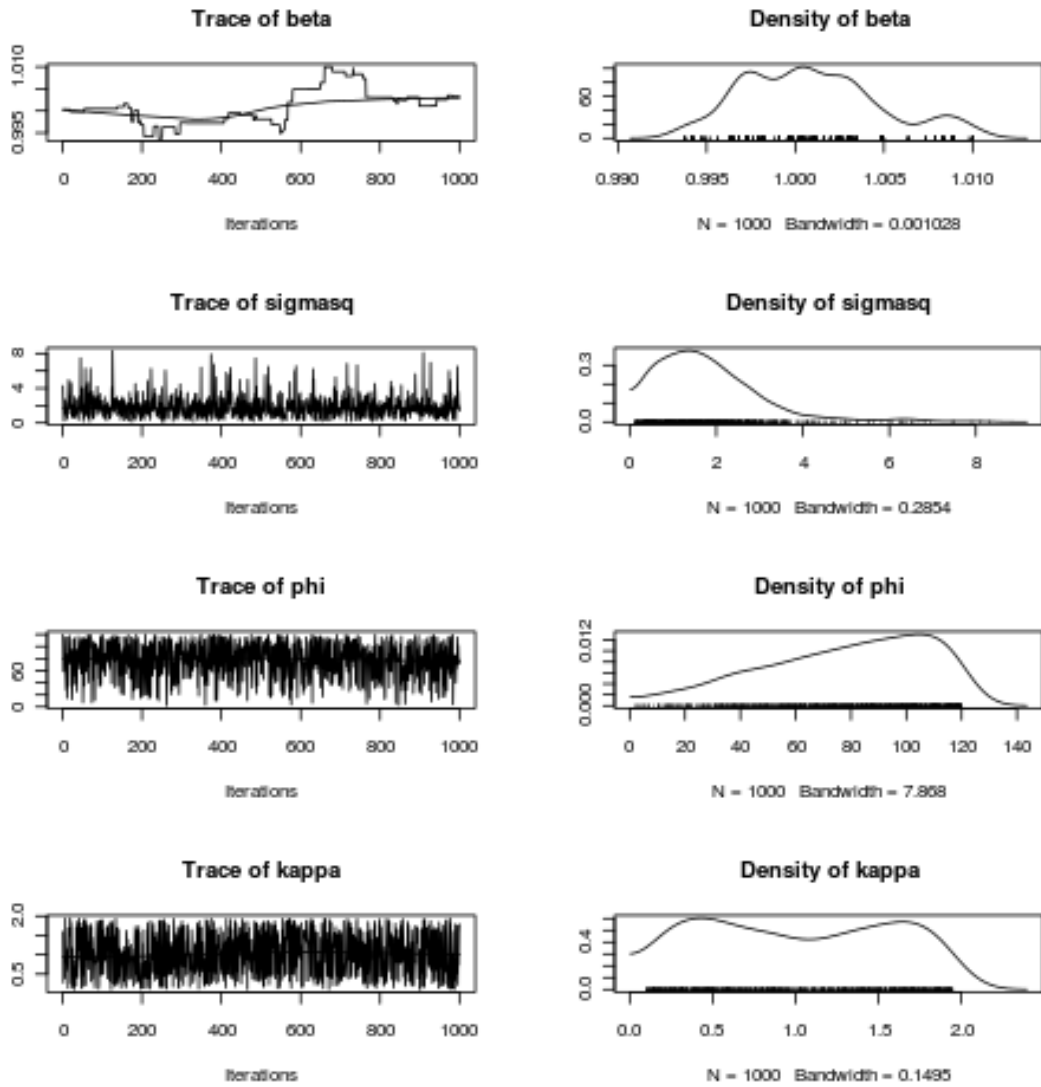 Trace of beta
1.010
0.995
0 200 400 600 800 1000
Iterations
Density of beta
60
0
0.990 0.995 1.000 1.005 1.010
N = 1000 Bandwidth = 0.001028
Trace of sigmasq
8
4
0
0 200 400 600 800 1000
Iterations
Density of sigmasq
0.3
0.0
0 2 4 6 8
N = 1000 Bandwidth = 0.2854
Trace of phi
60
0
0 200 400 600 800 1000
Iterations
Density of phi
0.012
0.000
0 20 40 60 80 100 120 140
N = 1000 Bandwidth = 7.868
Trace of kappa
2.0
0.5
0 200 400 600 800 1000
Iterations
Density of kappa
0.4
0.0
0.0 0.5 1.0 1.5 2.0
N = 1000 Bandwidth = 0.1495